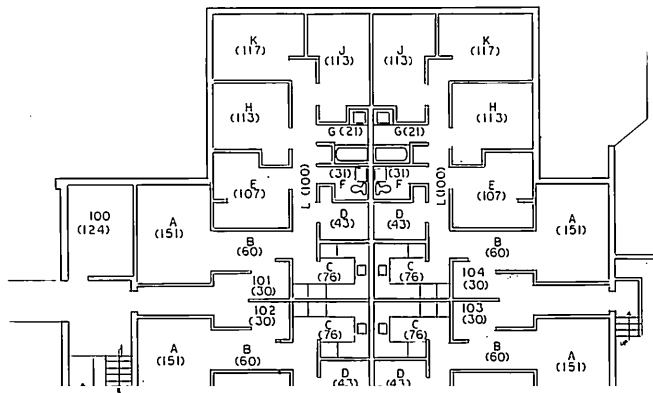 K
(117)
J
(113)
J
(113)
K
(117)
H
(113)
H
(113)
G (21)
G(21)
(31)
F
(31)
F
E
(107)
L (100)
L (100)
E
(107)
100
(124)
A
(151)
D
(43)
D
(43)
A
(151)
B
(60)
B
(60)
C
(76)
C
(76)
101
(30)
104
(30)
102
(30)
103
(30)
C
(76)
C
(76)
A
(151)
B
(60)
B
(60)
A
(151)
D
(43)
D
(43)
UP